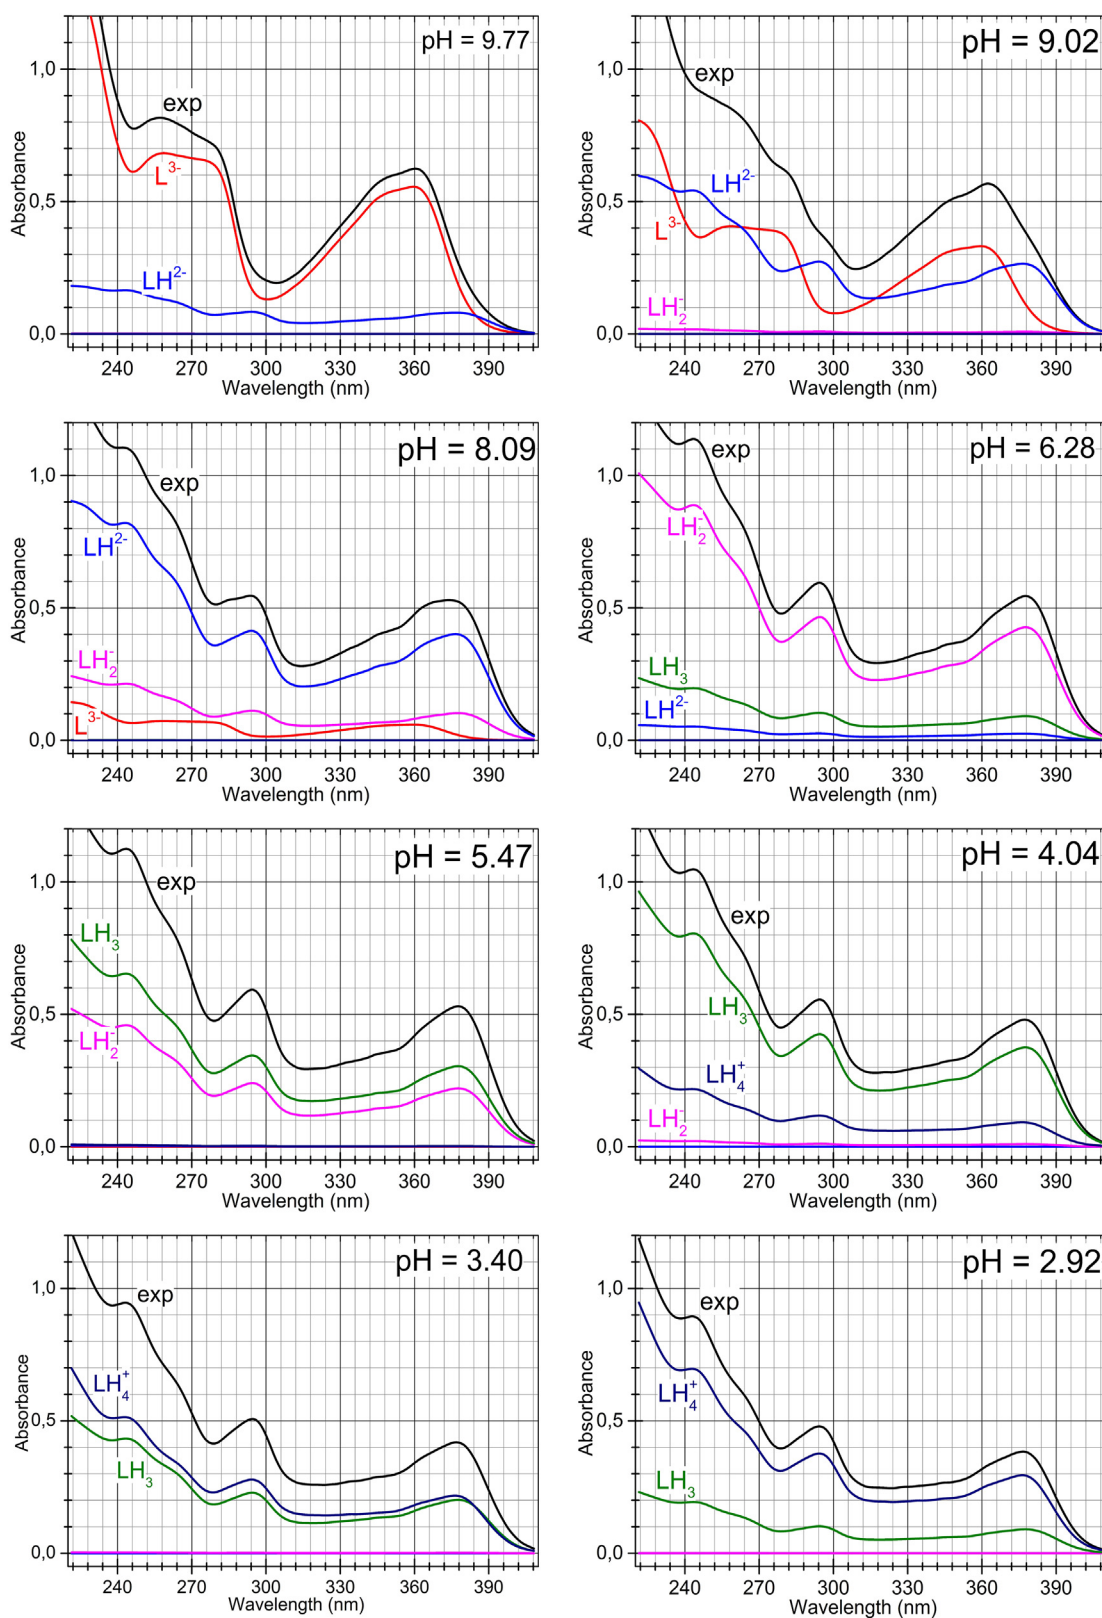 pH = 9.77
1,0
exp
L3-
0,5
LH2-
0,0
240 270 300 330 360 390
Wavelength (nm)
Absorbance
pH = 9.02
1,0
exp
LH2-
0,5
L3-
LH2-
0,0
240 270 300 330 360 390
Wavelength (nm)
Absorbance
pH = 8.09
1,0
exp
LH2-
0,5
LH2-
L3-
0,0
240 270 300 330 360 390
Wavelength (nm)
Absorbance
pH = 6.28
1,0
exp
LH2-
0,5
LH3
LH2-
0,0
240 270 300 330 360 390
Wavelength (nm)
Absorbance
pH = 5.47
1,0
exp
LH3
0,5
LH2-
0,0
240 270 300 330 360 390
Wavelength (nm)
Absorbance
pH = 4.04
1,0
exp
LH3
0,5
LH4+
LH2-
0,0
240 270 300 330 360 390
Wavelength (nm)
Absorbance
pH = 3.40
1,0
exp
LH4+
0,5
LH3
0,0
240 270 300 330 360 390
Wavelength (nm)
Absorbance
pH = 2.92
1,0
exp
LH4+
0,5
LH3
0,0
240 270 300 330 360 390
Wavelength (nm)
Absorbance